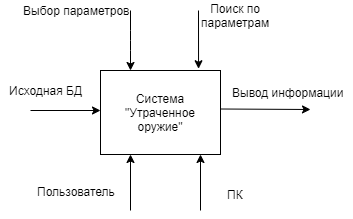 Выбор параметров
Поиск по
параметрам
Исходная БД
Система
"Утраченное
оружие"
Вывод информации
Пользователь
ПК